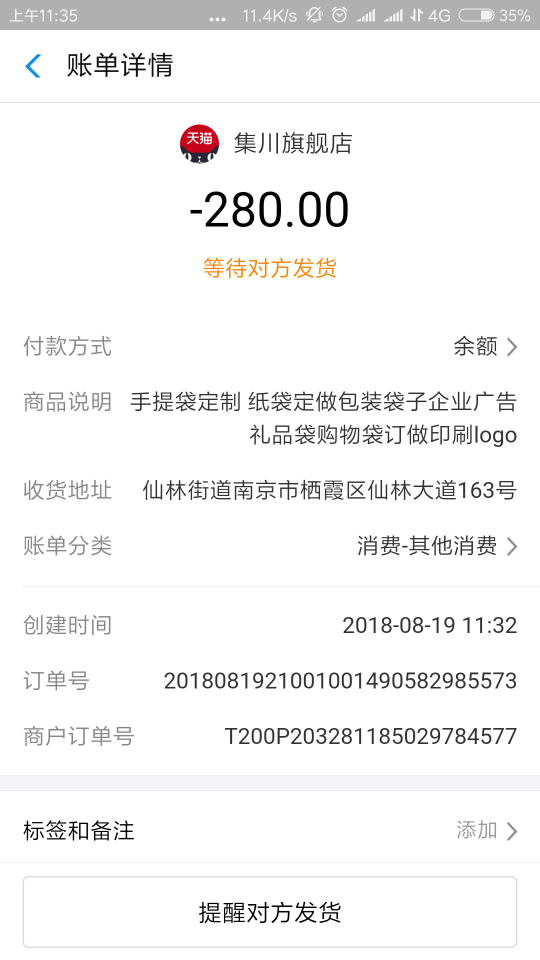 上午11:35 ... 11.4K/s 4G 35%
账单详情
天猫 集川旗舰店
-280.00
等待对方发货
付款方式 余额
商品说明 手提袋定制 纸袋定做包装袋子企业广告
礼品袋购物袋订做印刷logo
收货地址 仙林街道南京市栖霞区仙林大道163号
账单分类 消费-其他消费
创建时间 2018-08-19 11:32
订单号 2018081921001001490582985573
商户订单号 T200P203281185029784577
标签和备注 添加
提醒对方发货